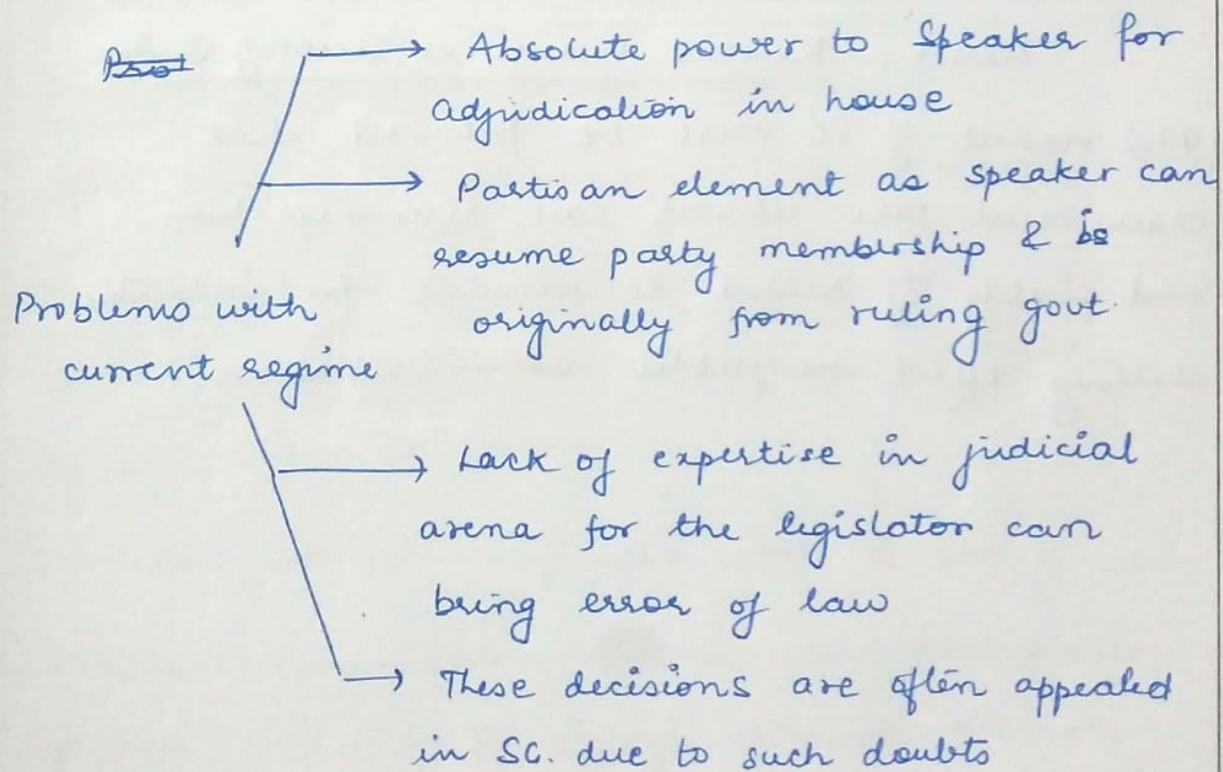 Absolute power to Speaker for
adjudication in house
Partisan element as speaker can
resume party membership & is
originally from ruling govt.
Problems with
current regime
Lack of expertise in judicial
arena for the legislator can
bring error of law
These decisions are often appealed
in SC. due to such doubts